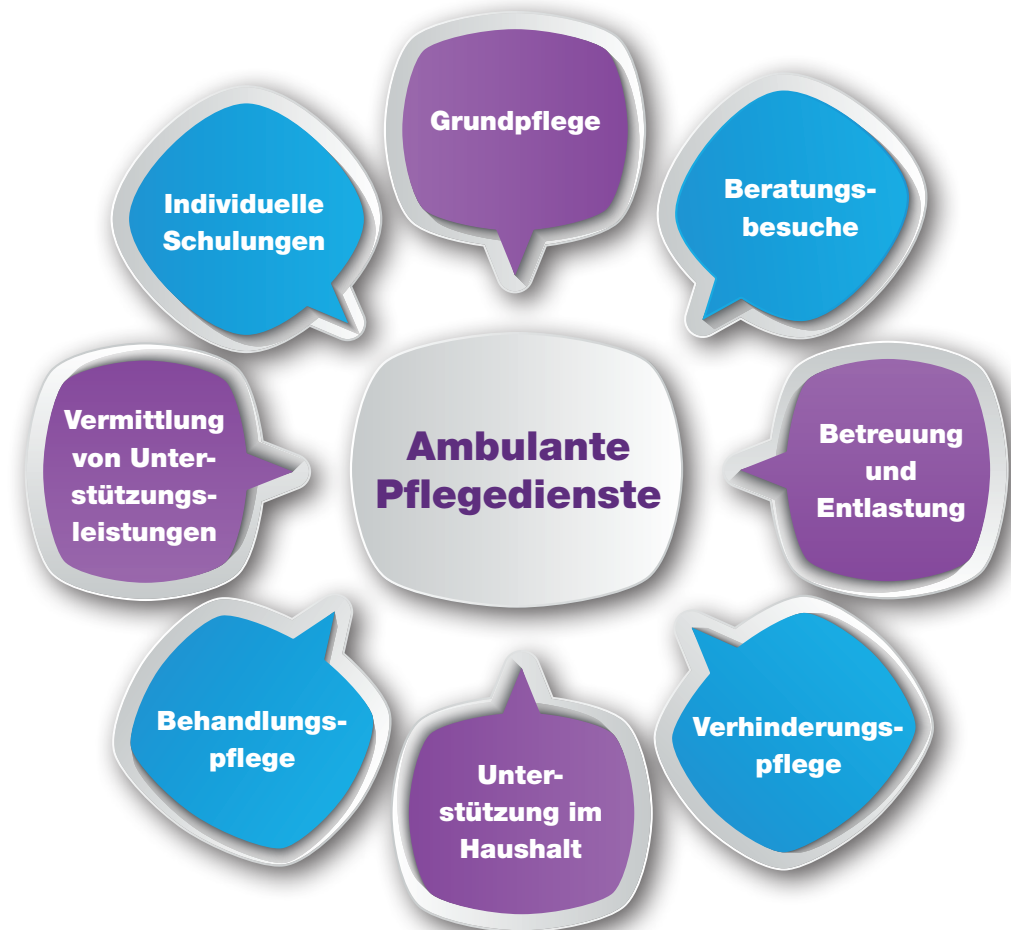 Grundpflege
Beratungs-
besuche
Betreuung
und
Entlastung
Verhinderungs-
pflege
Unter-
stützung im
Haushalt
Behandlungs-
pflege
Vermittlung
von Unter-
stützungs-
leistungen
Individuelle
Schulungen
Ambulante
Pflegedienste